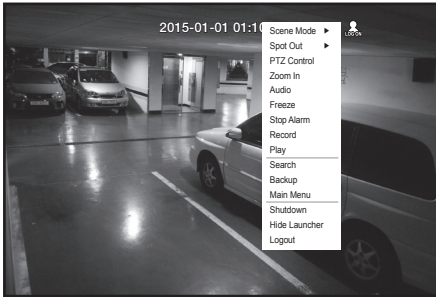 2015-01-01 01:10
LOG ON
Scene Mode
Spot Out
PTZ Control
Zoom In
Audio
Freeze
Stop Alarm
Record
Play
Search
Backup
Main Menu
Shutdown
Hide Launcher
Logout